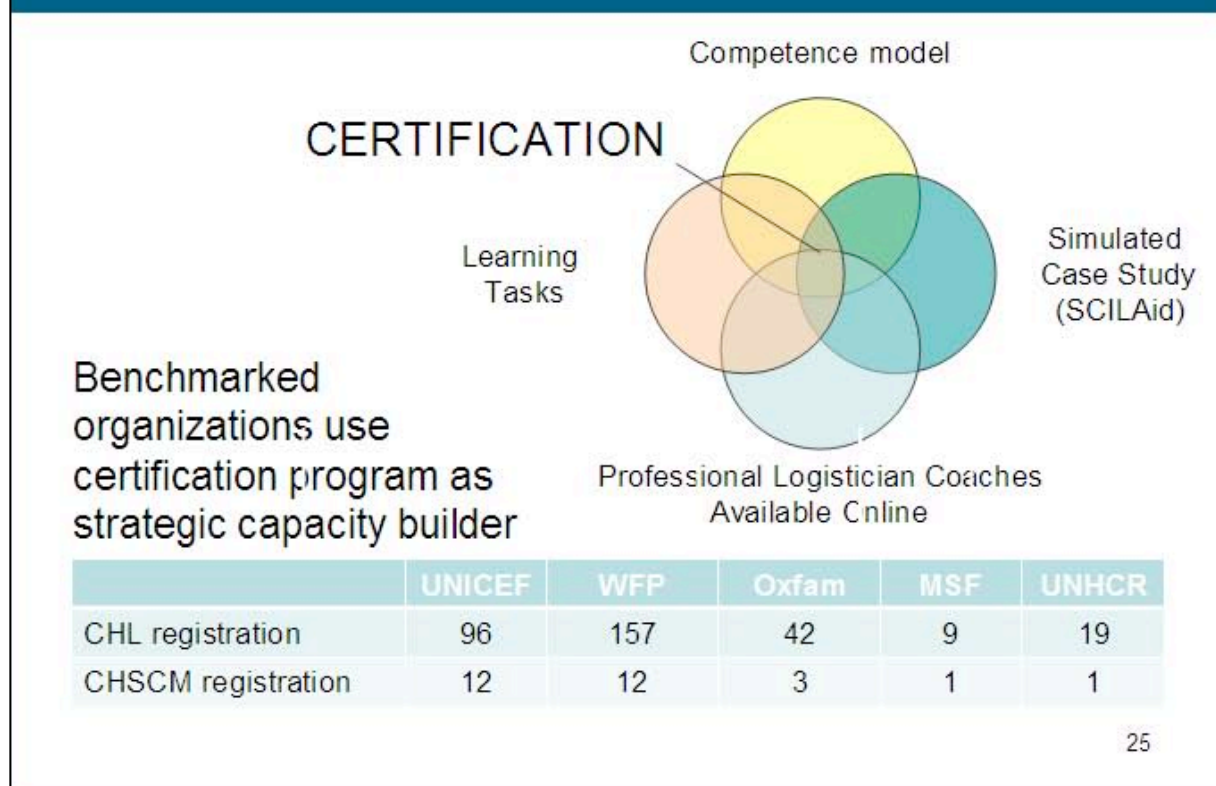 Competence model
CERTIFICATION
Learning
Tasks
Simulated
Case Study
(SCILAid)
Benchmarked
organizations use
certification program as
strategic capacity builder
Professional Logistician Coaches
Available Online
UNICEF WFP Oxfam MSF UNHCR
CHL registration 96 157 42 9 19
CHSCM registration 12 12 3 1 1
25